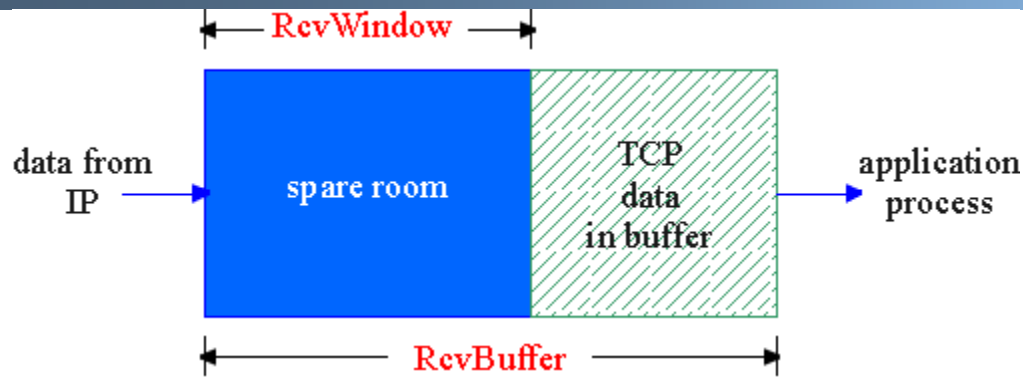 RcvWindow
data from
IP
spare room
TCP
data
in buffer
application
process
RcvBuffer